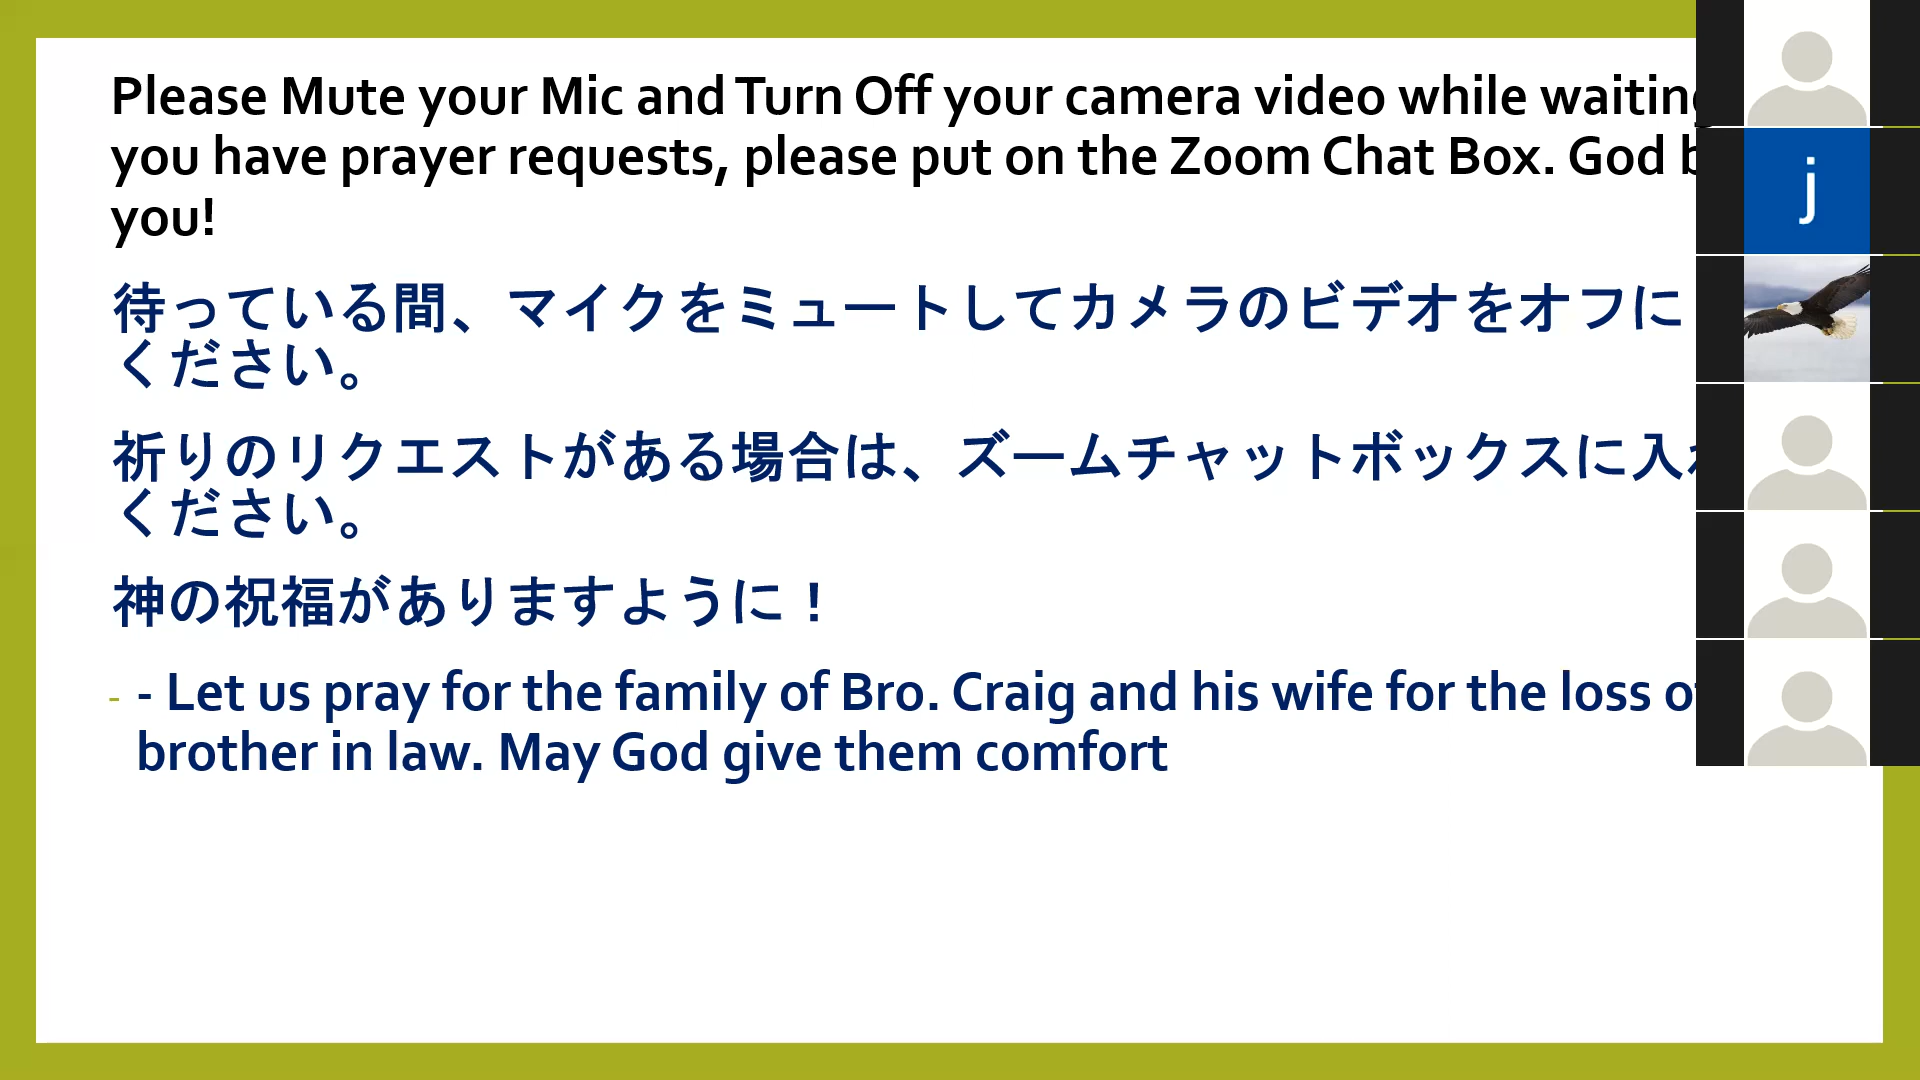 Please Mute your Mic and Turn Off your camera video while
you have prayer requests, please put on the Zoom Chat Box. God
you!
待っている間、マイクをミュートしてカメラのビデオをオフに
ください。
祈りのリクエストがある場合は、ズームチャットボックスに入
ください。
神の祝福がありますように！
- - Let us pray for the family of Bro. Craig and his wife for the loss
brother in law. May God give them comfort
j